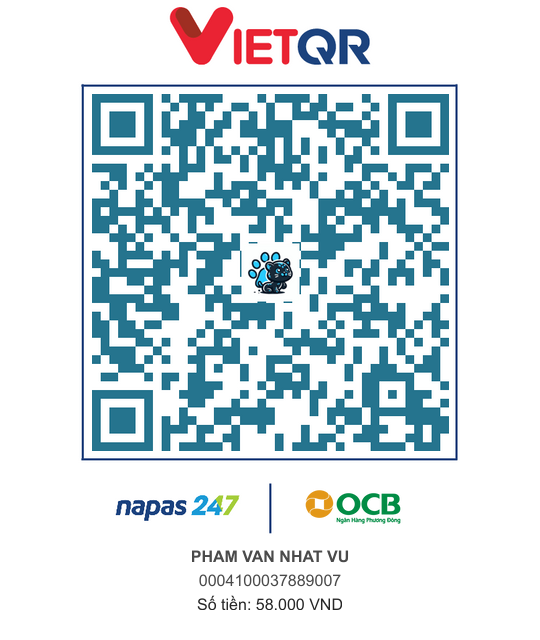 VIETQR
napas 247
OCB
Ngân Hàng Phương Đông
PHAM VAN NHAT VU
0004100037889007
Số tiền: 58.000 VND